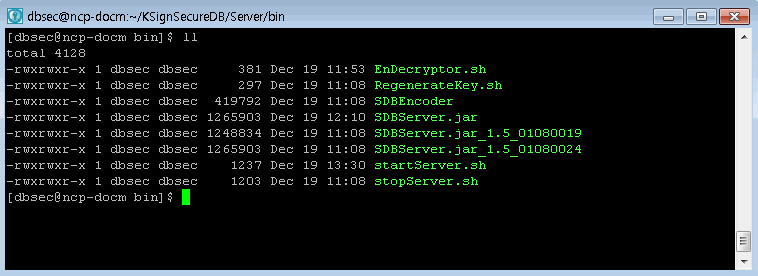 dbsec@ncp-docm:~/KSignSecureDB/Server/bin
[dbsec@ncp-docm bin]$ ll
total 4128
-rwxrwxr-x 1 dbsec dbsec     381 Dec 19 11:53 EnDecryptor.sh
-rwxrwxr-x 1 dbsec dbsec     297 Dec 19 11:08 RegenerateKey.sh
-rwxrwxr-x 1 dbsec dbsec  419792 Dec 19 11:08 SDBEncoder
-rwxrwxr-x 1 dbsec dbsec 1265903 Dec 19 12:10 SDBServer.jar
-rwxrwxr-x 1 dbsec dbsec 1248834 Dec 19 11:08 SDBServer.jar_1.5_01080019
-rwxrwxr-x 1 dbsec dbsec 1265903 Dec 19 11:08 SDBServer.jar_1.5_01080024
-rwxrwxr-x 1 dbsec dbsec    1237 Dec 19 13:30 startServer.sh
-rwxrwxr-x 1 dbsec dbsec    1203 Dec 19 11:08 stopServer.sh
[dbsec@ncp-docm bin]$